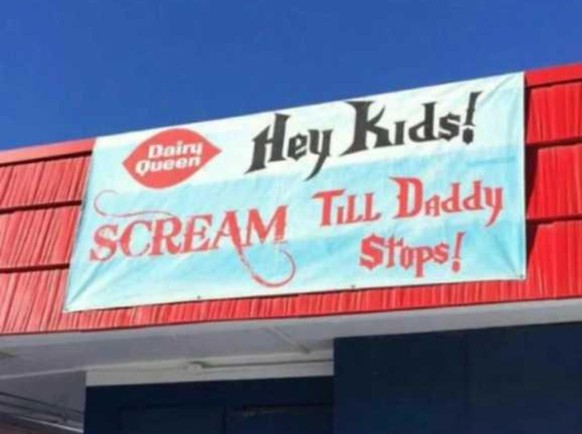 Dairy
Queen
Hey Kids!
SCREAM Till Daddy
Stops!